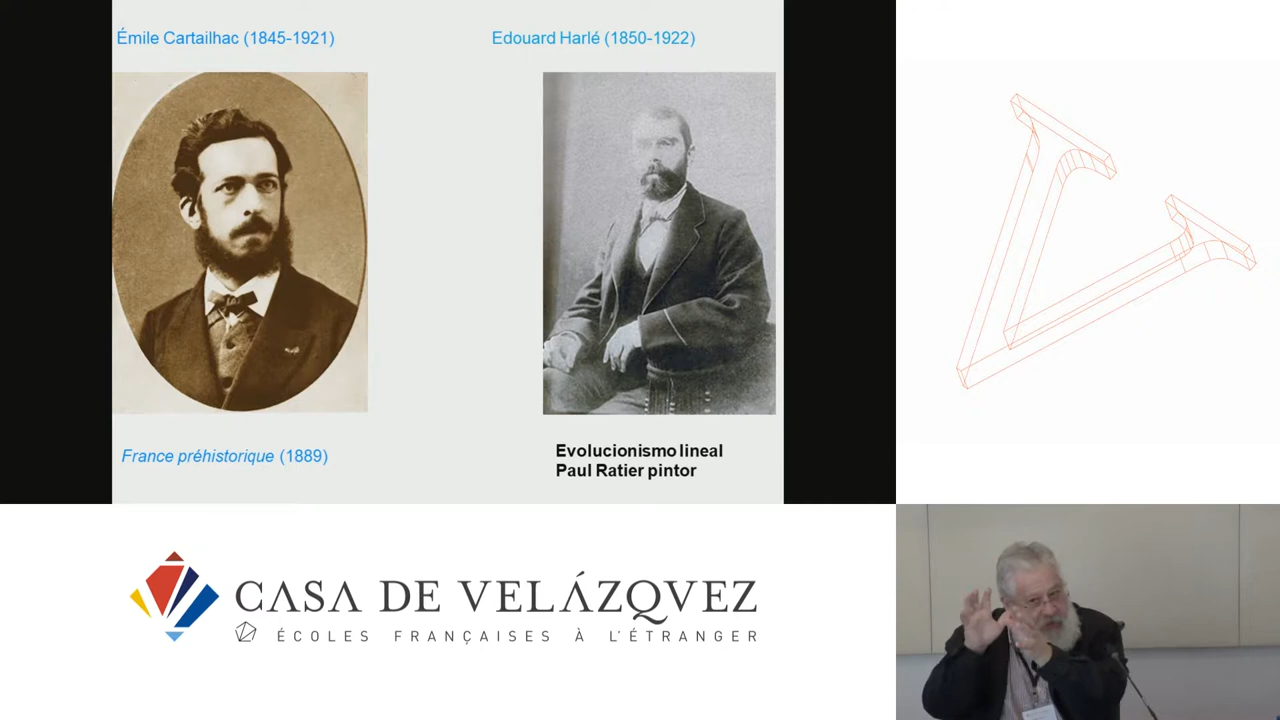 Émile Cartailhac (1845-1921)
Edouard Harlé (1850-1922)
France préhistorique (1889)
Evolucionismo lineal
Paul Ratier pintor
CASA DE VELÁZQVEZ
ÉCOLES FRANÇAISES À L'ÉTRANGER